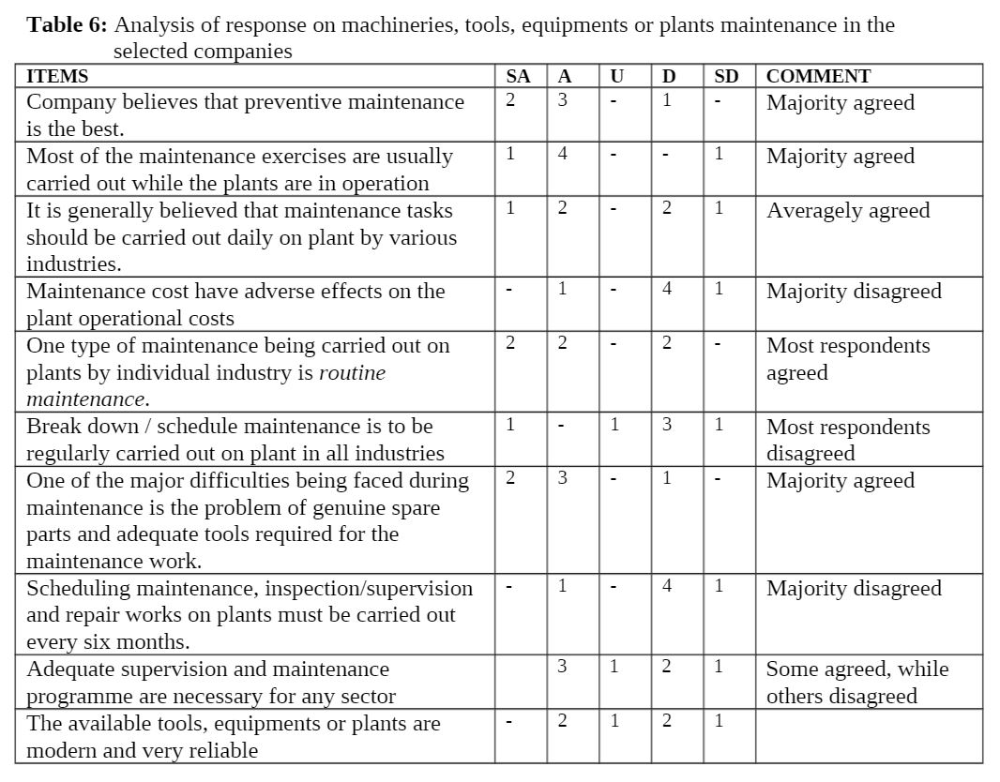 Table 6: Analysis of response on machineries, tools, equipments or plants maintenance in the
selected companies
ITEMS SA A U D SD COMMENT
Company believes that preventive maintenance 2 3 - 1 - Majority agreed
is the best.
Most of the maintenance exercises are usually 1 4 - - 1 Majority agreed
carried out while the plants are in operation
It is generally believed that maintenance tasks 1 2 - 2 1 Averagely agreed
should be carried out daily on plant by various
industries.
Maintenance cost have adverse effects on the - 1 - 4 1 Majority disagreed
plant operational costs
One type of maintenance being carried out on 2 2 - 2 - Most respondents
plants by individual industry is routine agreed
maintenance.
Break down / schedule maintenance is to be 1 - 1 3 1 Most respondents
regularly carried out on plant in all industries disagreed
One of the major difficulties being faced during 2 3 - 1 - Majority agreed
maintenance is the problem of genuine spare
parts and adequate tools required for the
maintenance work.
Scheduling maintenance, inspection/supervision - 1 - 4 1 Majority disagreed
and repair works on plants must be carried out
every six months.
Adequate supervision and maintenance 3 1 2 1 Some agreed, while
programme are necessary for any sector others disagreed
The available tools, equipments or plants are - 2 1 2 1
modern and very reliable